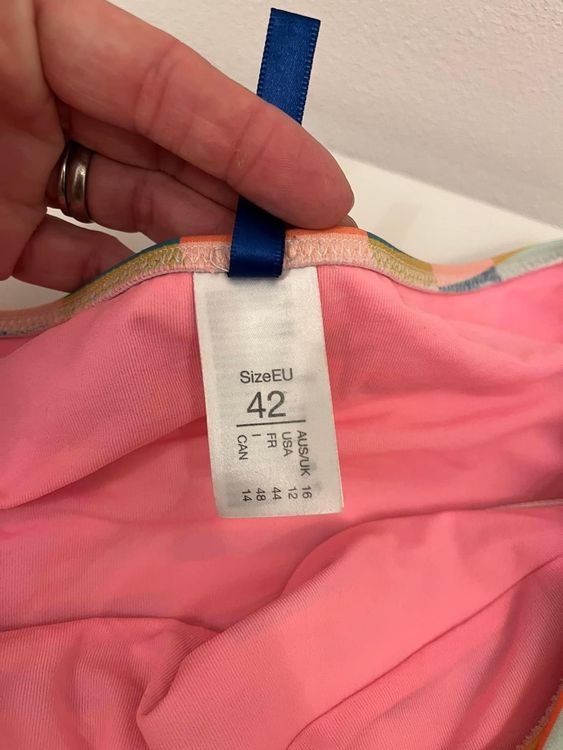 SizeEU
42
AUS/UK 16
USA 12
FR 44
I 48
CAN 14